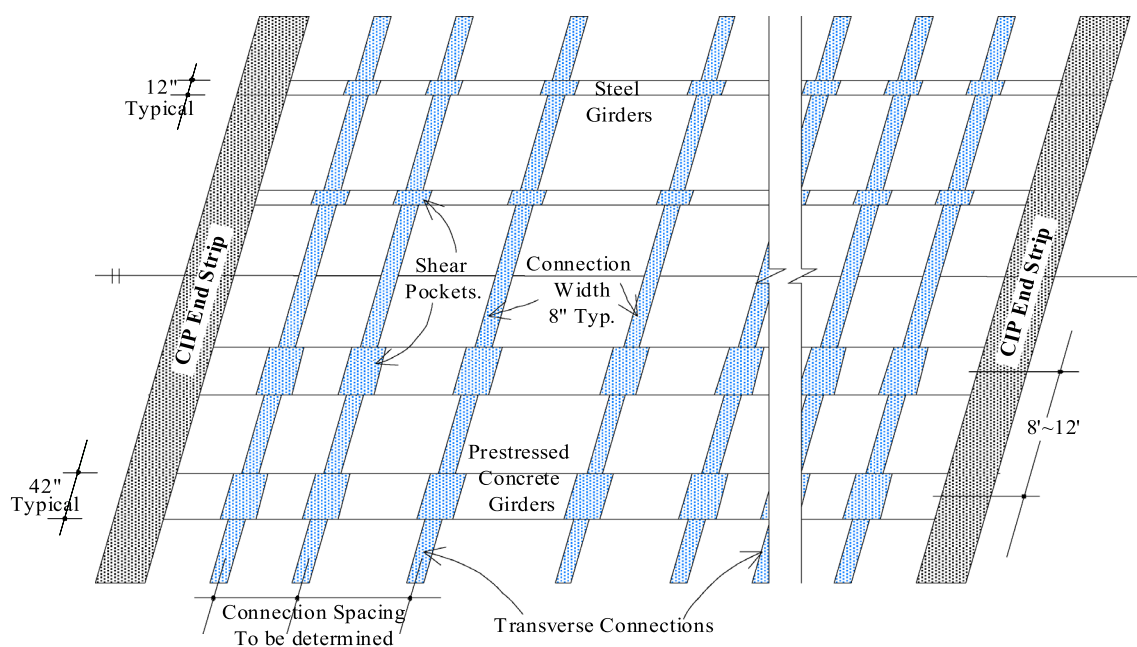 12"
Typical
Steel
Girders
CIP End Strip
CIP End Strip
Shear
Pockets.
Connection
Width
8" Typ.
8'~12'
Prestressed
Concrete
Girders
42"
Typical
Connection Spacing
To be determined
Transverse Connections